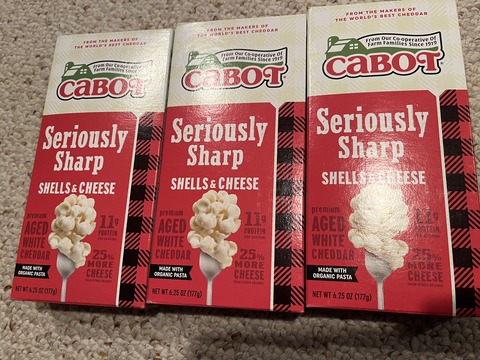 FROM THE MAKERS OF
THE WORLD'S BEST CHEDDAR
From Our Co-operative Of
Farm Families Since 1919
CABOT
Seriously
Sharp
SHELLS & CHEESE
premium
AGED
WHITE
CHEDDAR
11g
PROTEIN
25%
MORE
CHEESE
MADE WITH
ORGANIC PASTA
NET WT 6.25 OZ (177g)
FROM THE MAKERS OF
THE WORLD'S BEST CHEDDAR
From Our Co-operative Of
Farm Families Since 1919
CABOT
Seriously
Sharp
SHELLS & CHEESE
premium
AGED
WHITE
CHEDDAR
11g
PROTEIN
25%
MORE
CHEESE
MADE WITH
ORGANIC PASTA
NET WT 6.25 OZ (177g)
FROM THE MAKERS OF
THE WORLD'S BEST CHEDDAR
From Our Co-operative Of
Farm Families Since 1919
CABOT
Seriously
Sharp
SHELLS & CHEESE
premium
AGED
WHITE
CHEDDAR
11g
PROTEIN
25%
MORE
CHEESE
MADE WITH
ORGANIC PASTA
NET WT 6.25 OZ (177g)